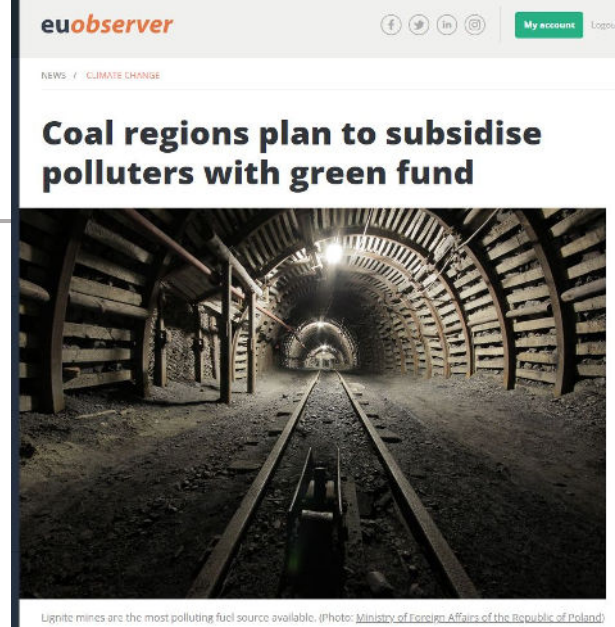 euobserver
My account
Logou
NEWS / CLIMATE CHANGE
Coal regions plan to subsidise
polluters with green fund
Lignite mines are the most polluting fuel source available. (Photo: Ministry of Foreign Affairs of the Republic of Poland)